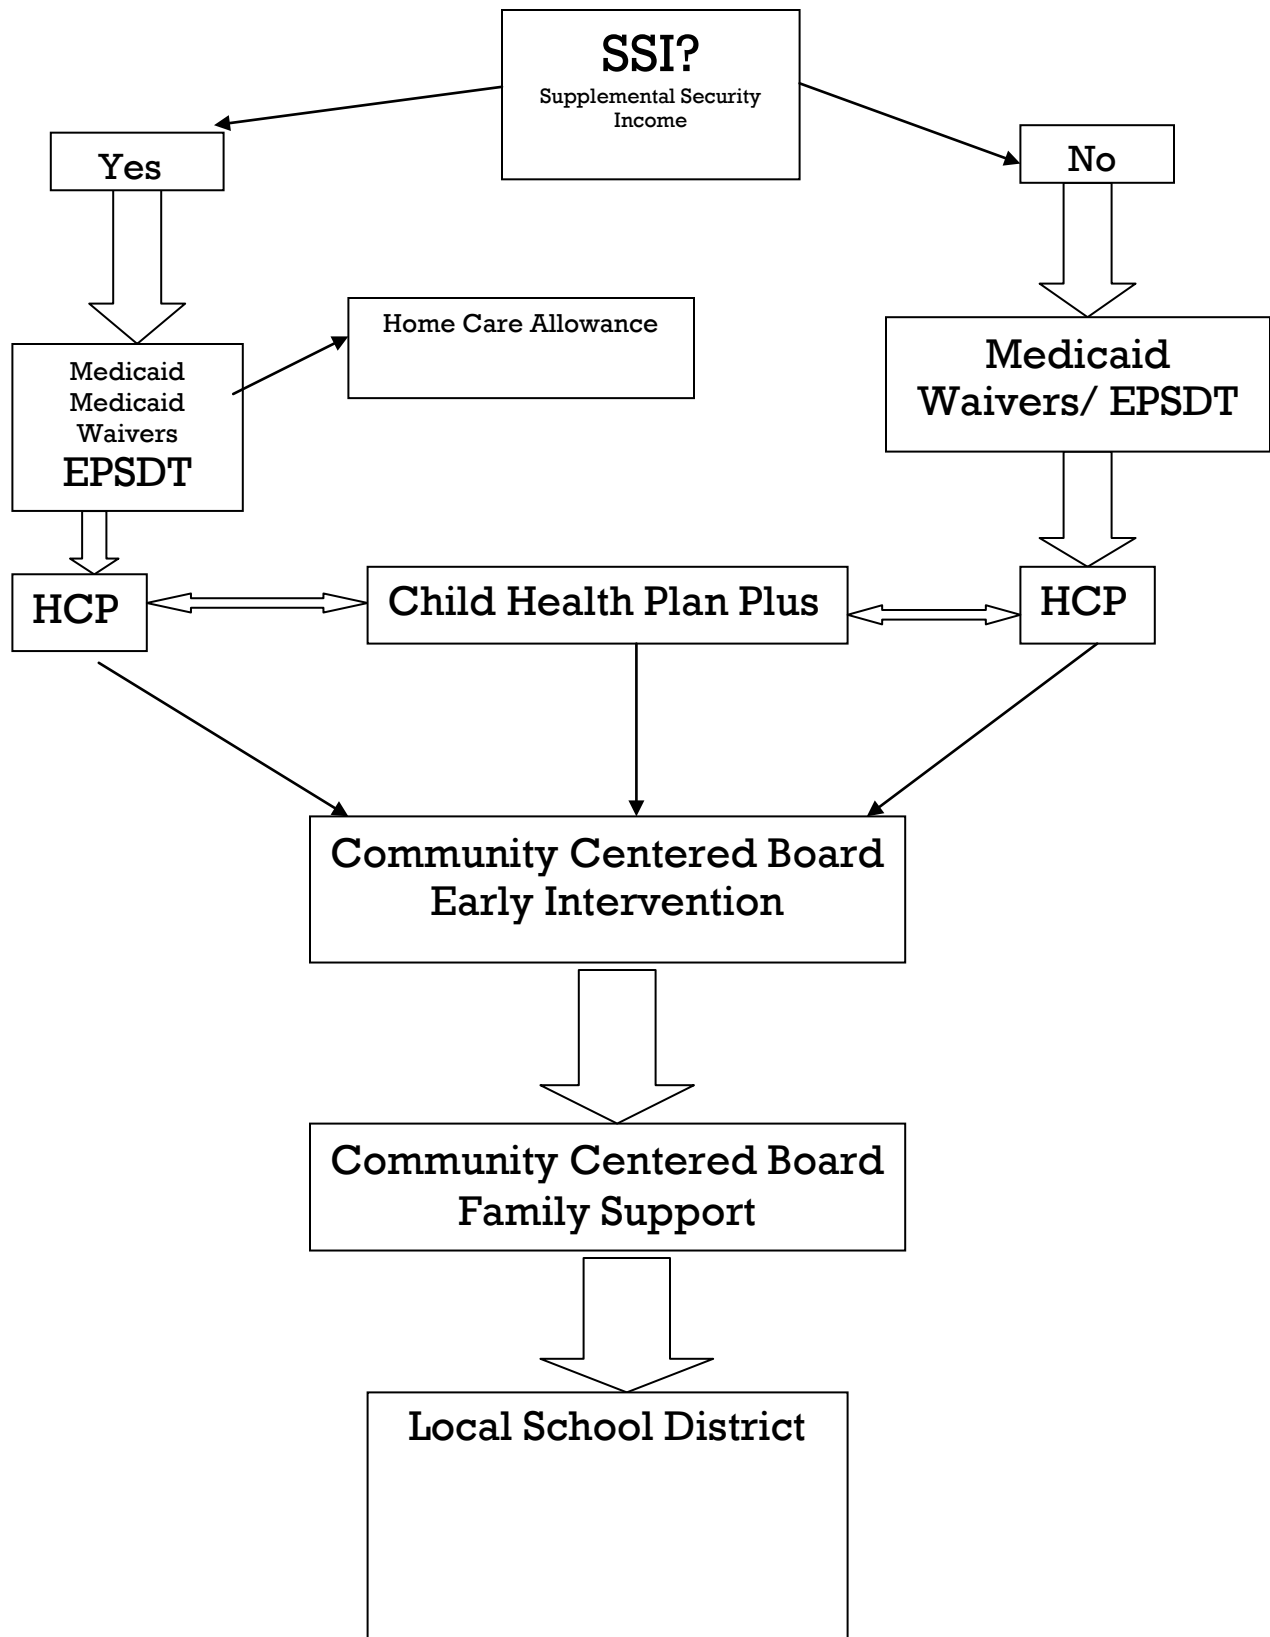 SSI?
Supplemental Security
Income
Yes
No
Home Care Allowance
Medicaid
Medicaid
Waivers
EPSDT
Medicaid
Waivers/ EPSDT
HCP
Child Health Plan Plus
HCP
Community Centered Board
Early Intervention
Community Centered Board
Family Support
Local School District